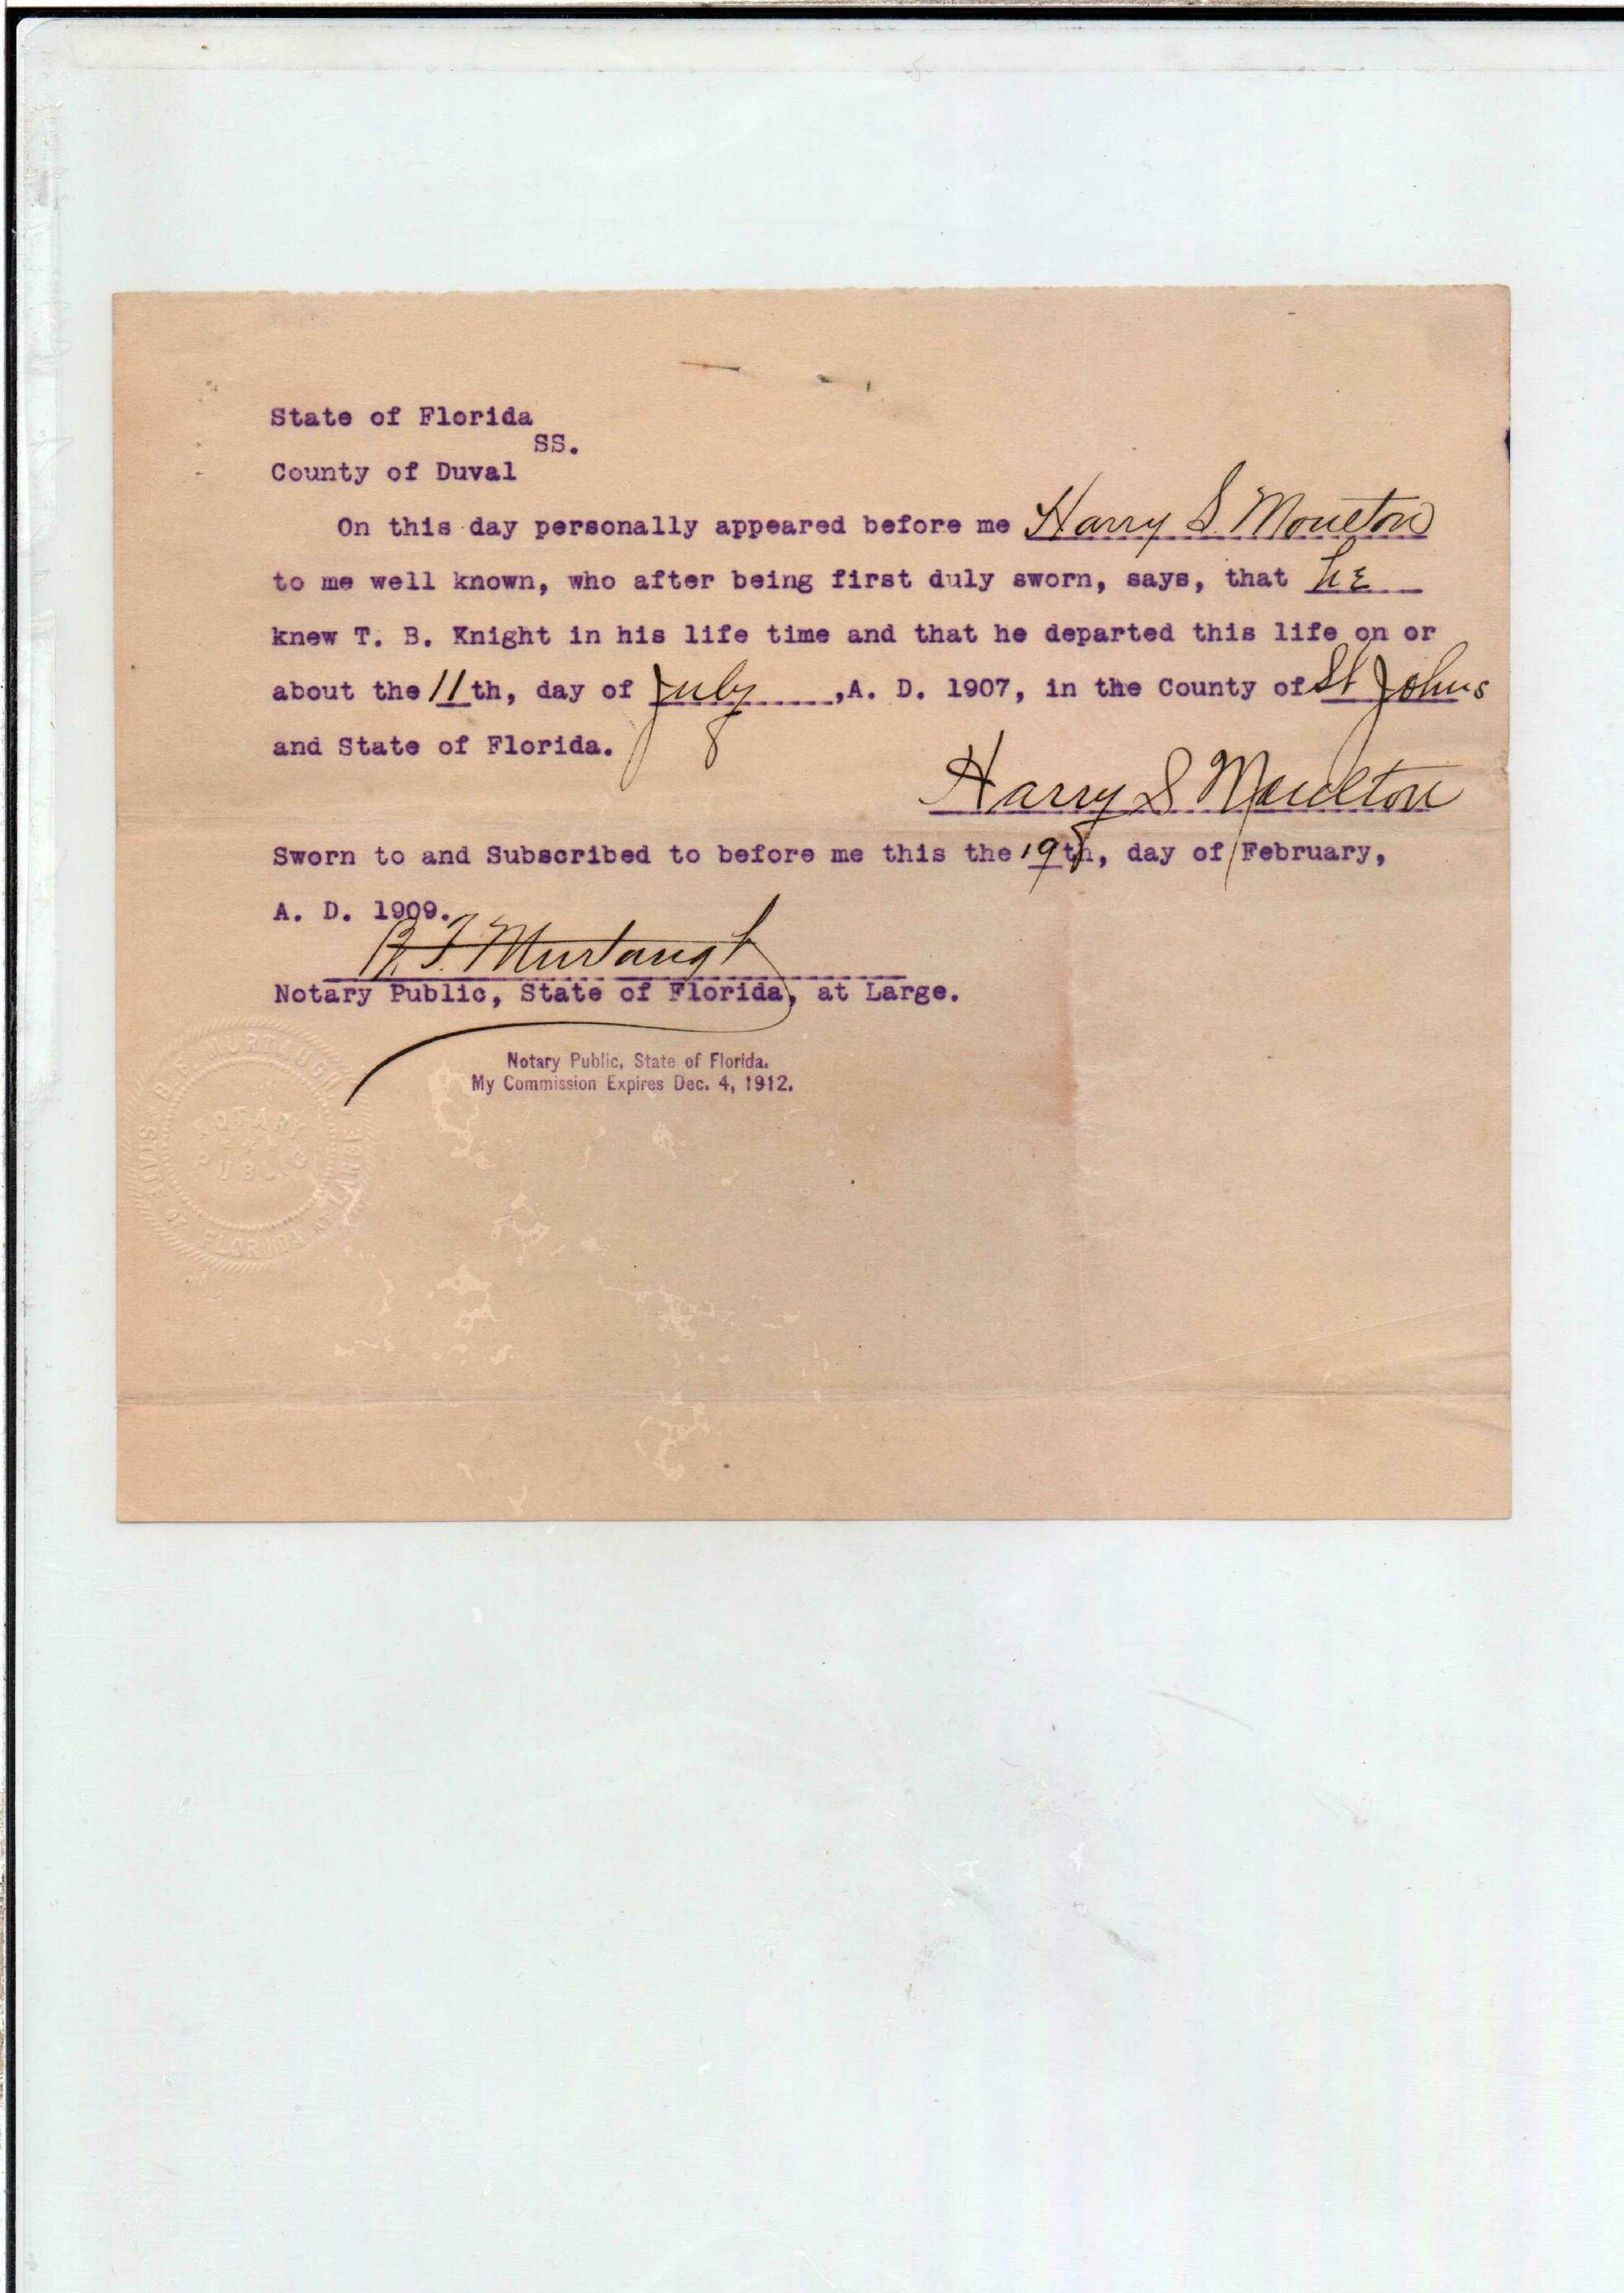 State of Florida
SS.
County of Duval
On this day personally appeared before me Harry S. Moulton
to me well known, who after being first duly sworn, says, that he
knew T. B. Knight in his life time and that he departed this life on or
about the 11th, day of July, A. D. 1907, in the County of St Johns
and State of Florida.
Harry S Moulton
Sworn to and Subscribed to before me this the 19th, day of February,
A. D. 1909.
B. F. Murtaugh
Notary Public, State of Florida, at Large.
Notary Public, State of Florida.
My Commission Expires Dec. 4, 1912.
B. F. MURTAUGH
NOTARY
PUBLIC
STATE OF FLORIDA AT LARGE